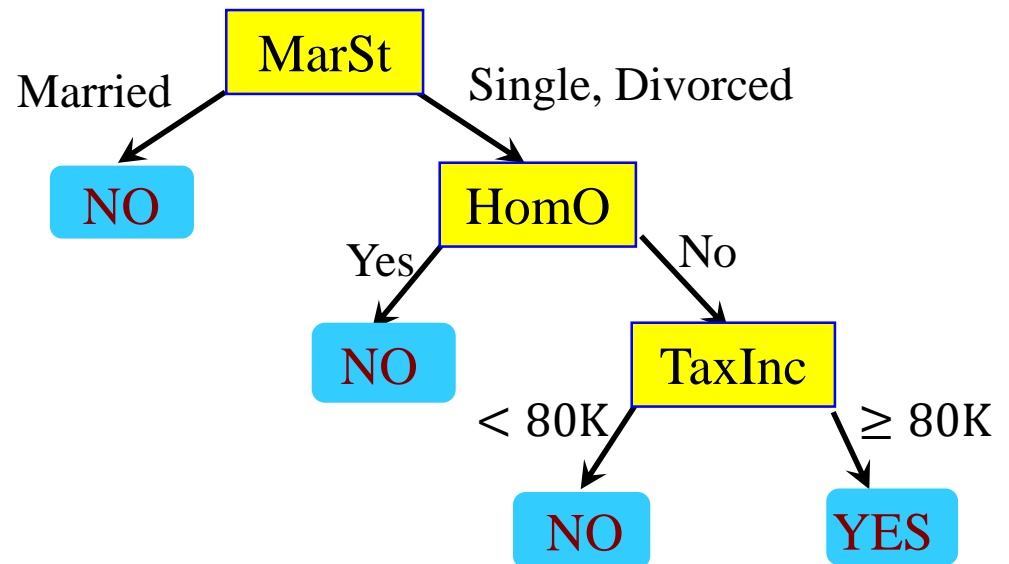 MarSt
Married
Single, Divorced
NO
HomO
Yes
No
NO
TaxInc
< 80K
≥ 80K
NO
YES